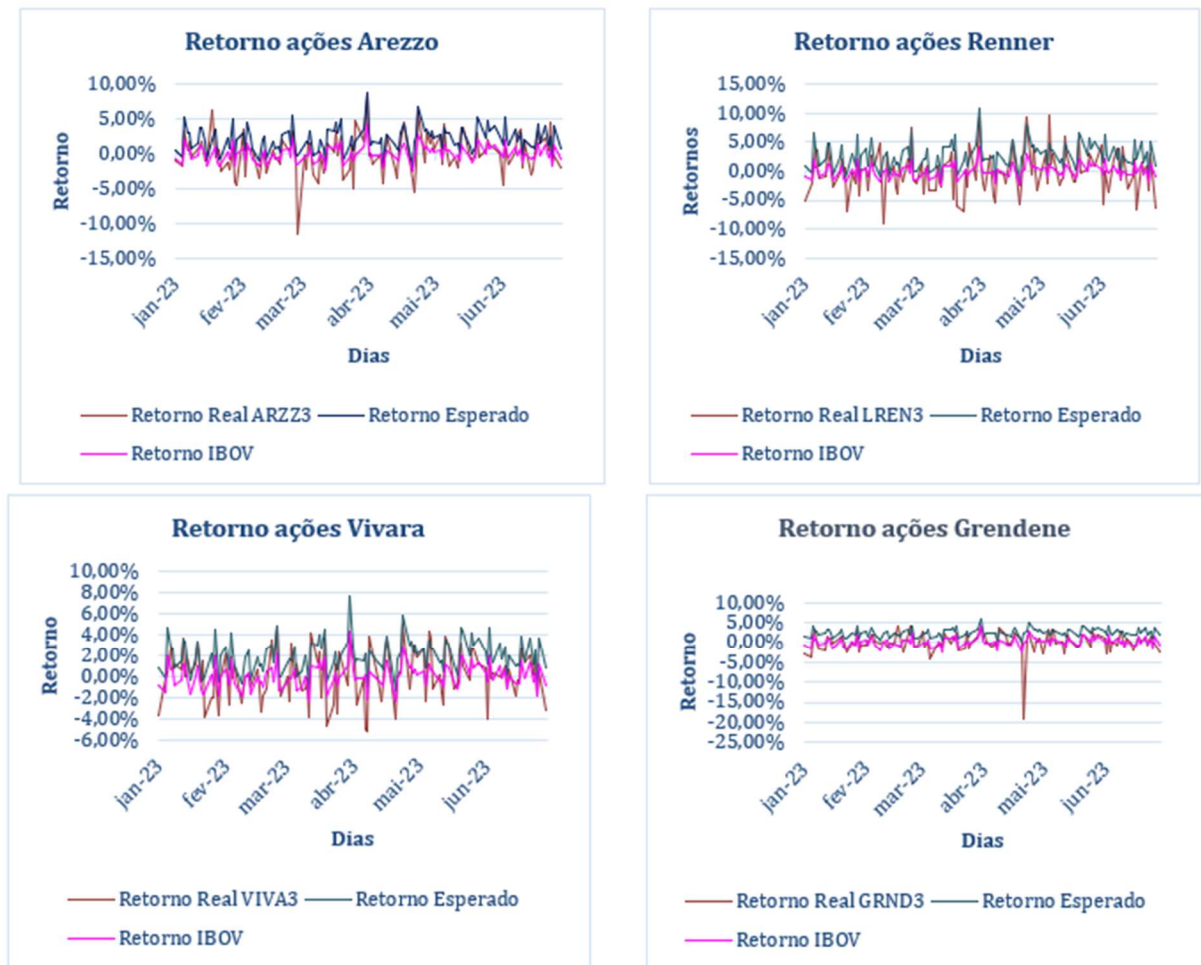 Retorno ações Arezzo
Retorno
10,00%
5,00%
0,00%
-5,00%
-10,00%
-15,00%
jan-23 fev-23 mar-23 abr-23 mai-23 jun-23
Dias
Retorno Real ARZZ3 Retorno Esperado
Retorno IBOV
Retorno ações Renner
Retornos
15,00%
10,00%
5,00%
0,00%
-5,00%
-10,00%
-15,00%
jan-23 fev-23 mar-23 abr-23 mai-23 jun-23
Dias
Retorno Real LREN3 Retorno Esperado
Retorno IBOV
Retorno ações Vivara
Retorno
10,00%
8,00%
6,00%
4,00%
2,00%
0,00%
-2,00%
-4,00%
-6,00%
jan-23 fev-23 mar-23 abr-23 mai-23 jun-23
Dias
Retorno Real VIVA3 Retorno Esperado
Retorno IBOV
Retorno ações Grendene
Retorno
10,00%
5,00%
0,00%
-5,00%
-10,00%
-15,00%
-20,00%
-25,00%
jan-23 fev-23 mar-23 abr-23 mai-23 jun-23
Dias
Retorno Real GRND3 Retorno Esperado
Retorno IBOV